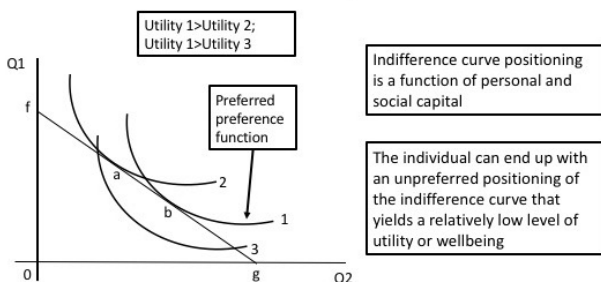 Utility 1>Utility 2;
Utility 1>Utility 3
Q1
f
Preferred
preference
function
a
2
b
1
3
0
g
Q2
Indifference curve positioning
is a function of personal and
social capital
The individual can end up with
an unpreferred positioning of
the indifference curve that
yields a relatively low level of
utility or wellbeing